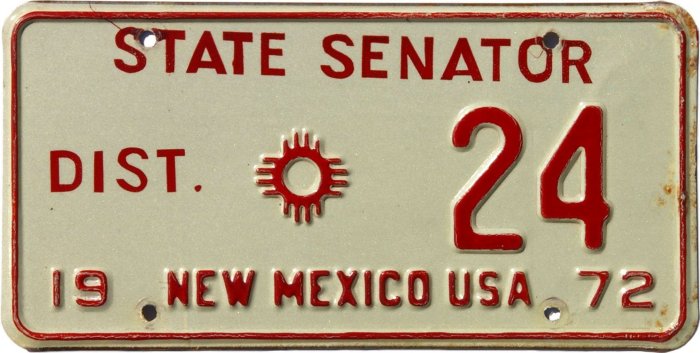 STATE SENATOR
DIST. 24
19 NEW MEXICO USA 72